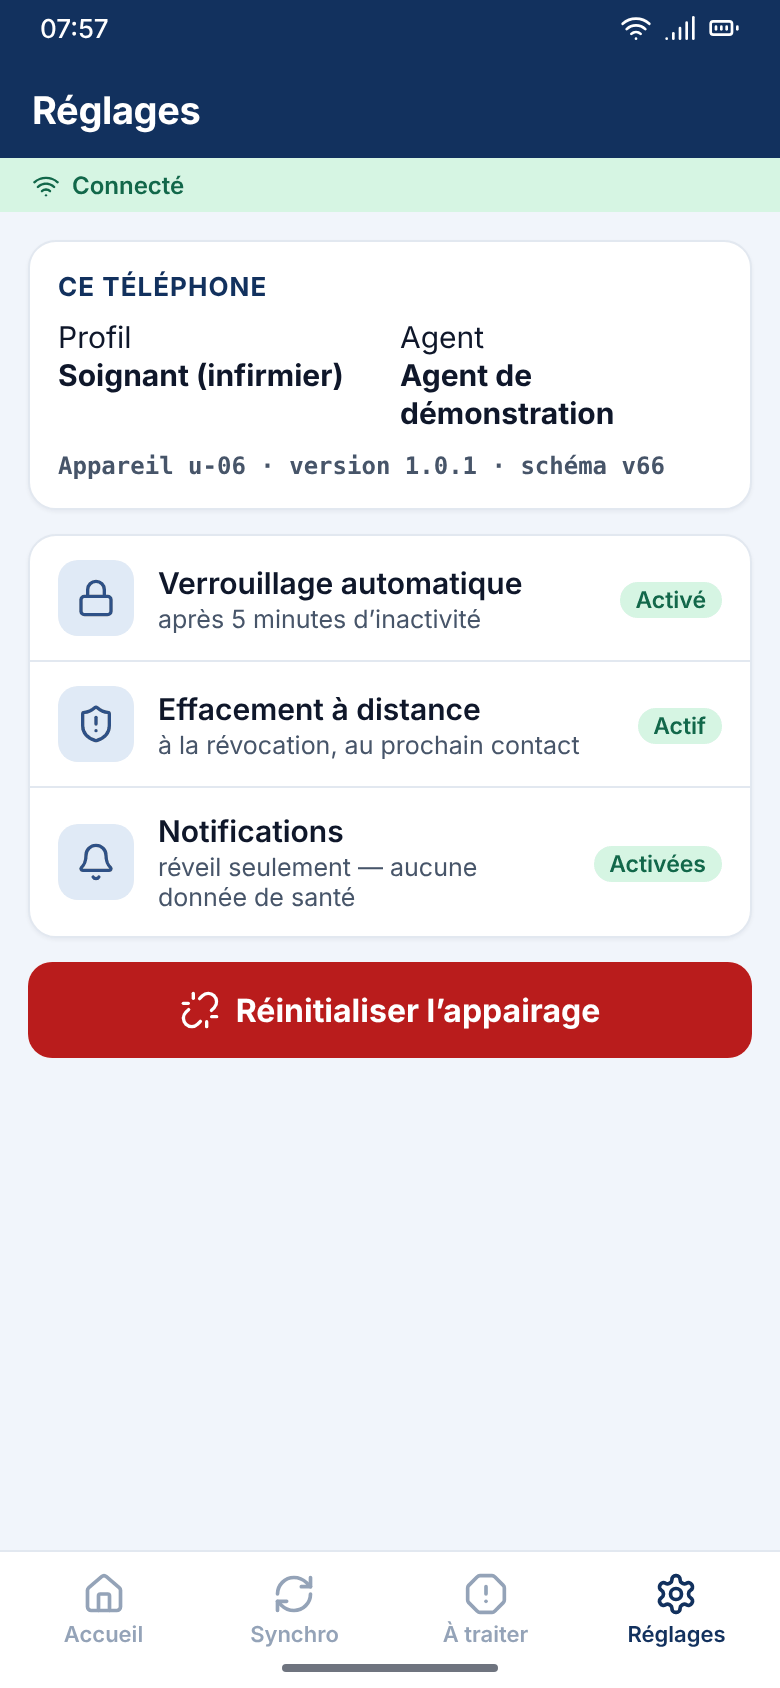 07:57
Réglages
Connecté
CE TÉLÉPHONE
Profil
Soignant (infirmier)
Agent
Agent de
démonstration
Appareil u-06 · version 1.0.1 · schéma v66
Verrouillage automatique
après 5 minutes d’inactivité
Activé
Effacement à distance
à la révocation, au prochain contact
Actif
Notifications
réveil seulement — aucune
donnée de santé
Activées
Réinitialiser l’appairage
Accueil
Synchro
À traiter
Réglages